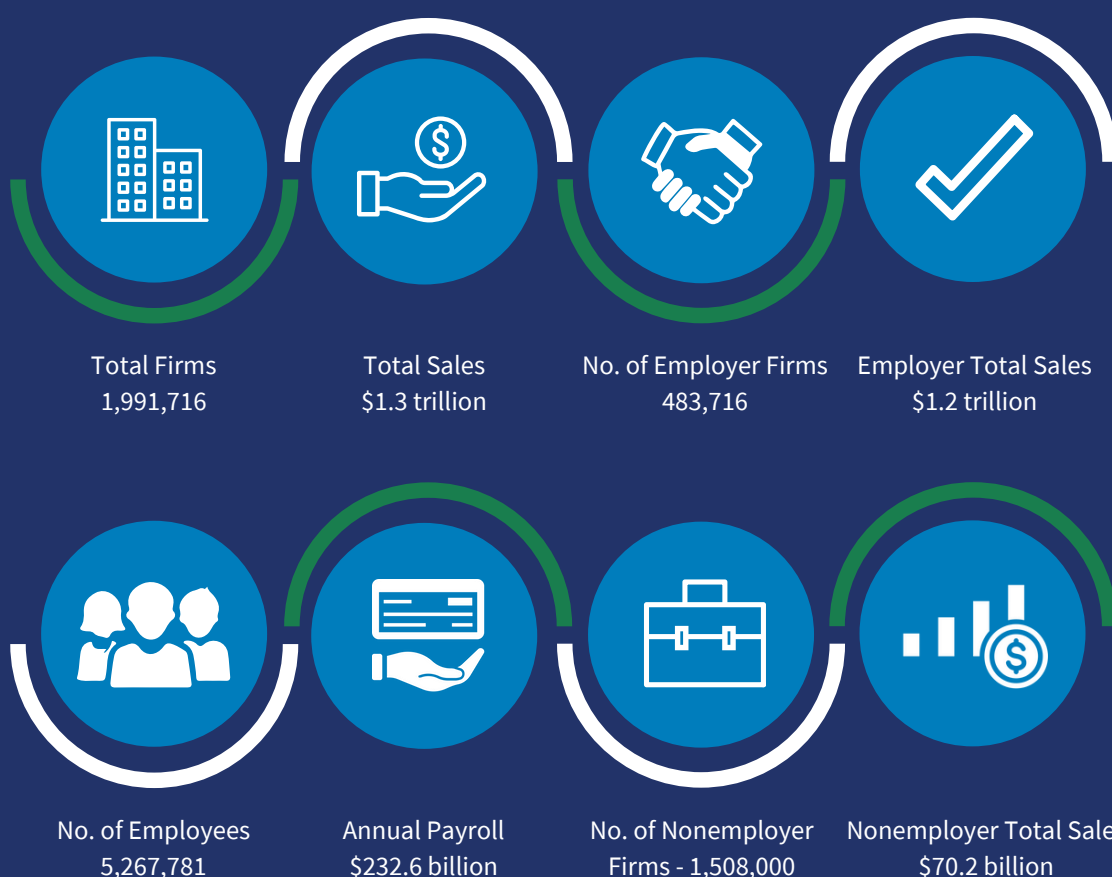 Total Firms
1,991,716
Total Sales
$1.3 trillion
No. of Employer Firms
483,716
Employer Total Sales
$1.2 trillion
No. of Employees
5,267,781
Annual Payroll
$232.6 billion
No. of Nonemployer
Firms - 1,508,000
Nonemployer Total Sale
$70.2 billion